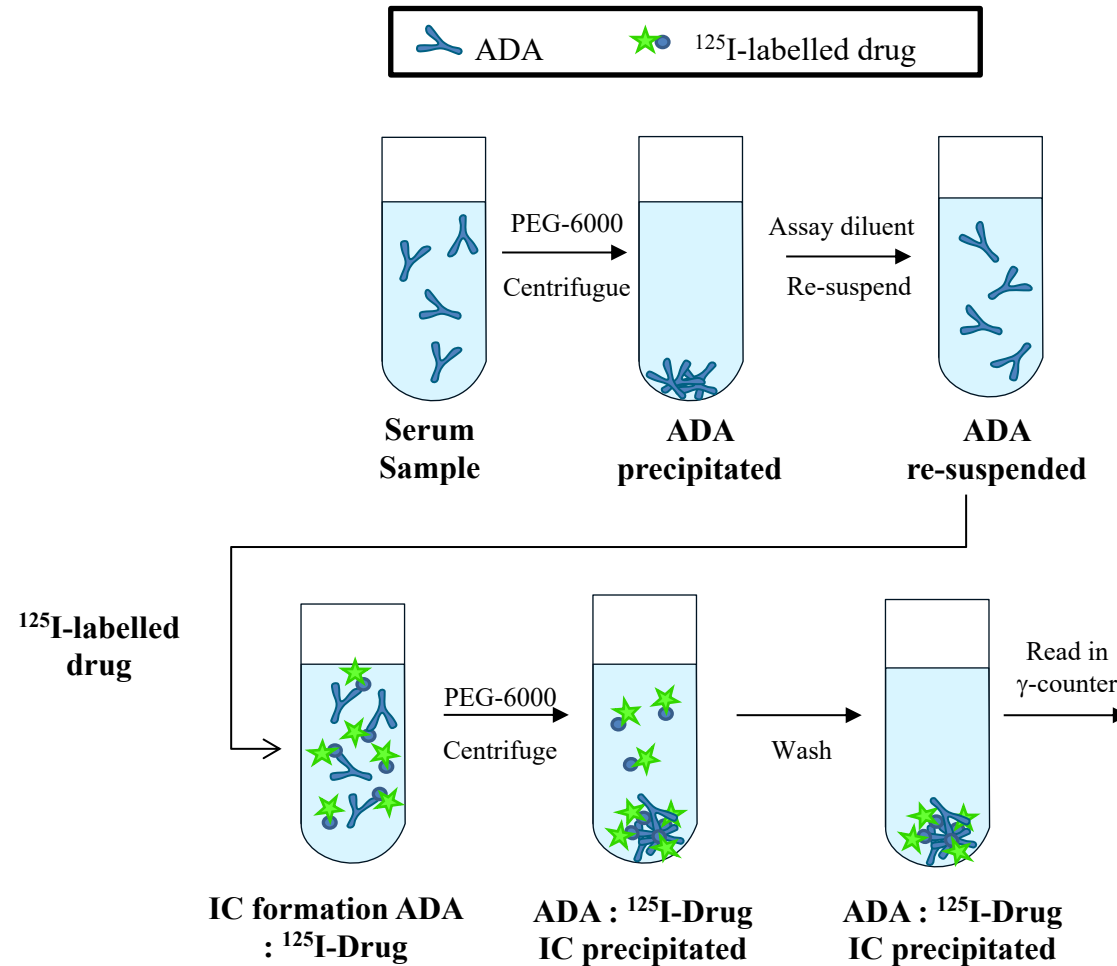 ADA
¹²⁵I-labelled drug
PEG-6000
Centrifugue
Assay diluent
Re-suspend
Serum
Sample
ADA
precipitated
ADA
re-suspended
¹²⁵I-labelled
drug
PEG-6000
Centrifuge
Wash
Read in
γ-counter
IC formation ADA
: ¹²⁵I-Drug
ADA : ¹²⁵I-Drug
IC precipitated
ADA : ¹²⁵I-Drug
IC precipitated